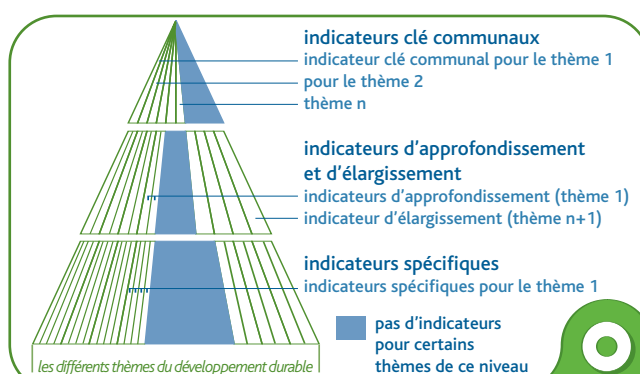 indicateurs clé communaux
indicateur clé communal pour le thème 1
pour le thème 2
thème n
indicateurs d'approfondissement
et d'élargissement
indicateurs d'approfondissement (thème 1)
indicateur d'élargissement (thème n+1)
indicateurs spécifiques
indicateurs spécifiques pour le thème 1
pas d'indicateurs
pour certains
thèmes de ce niveau
les différents thèmes du développement durable